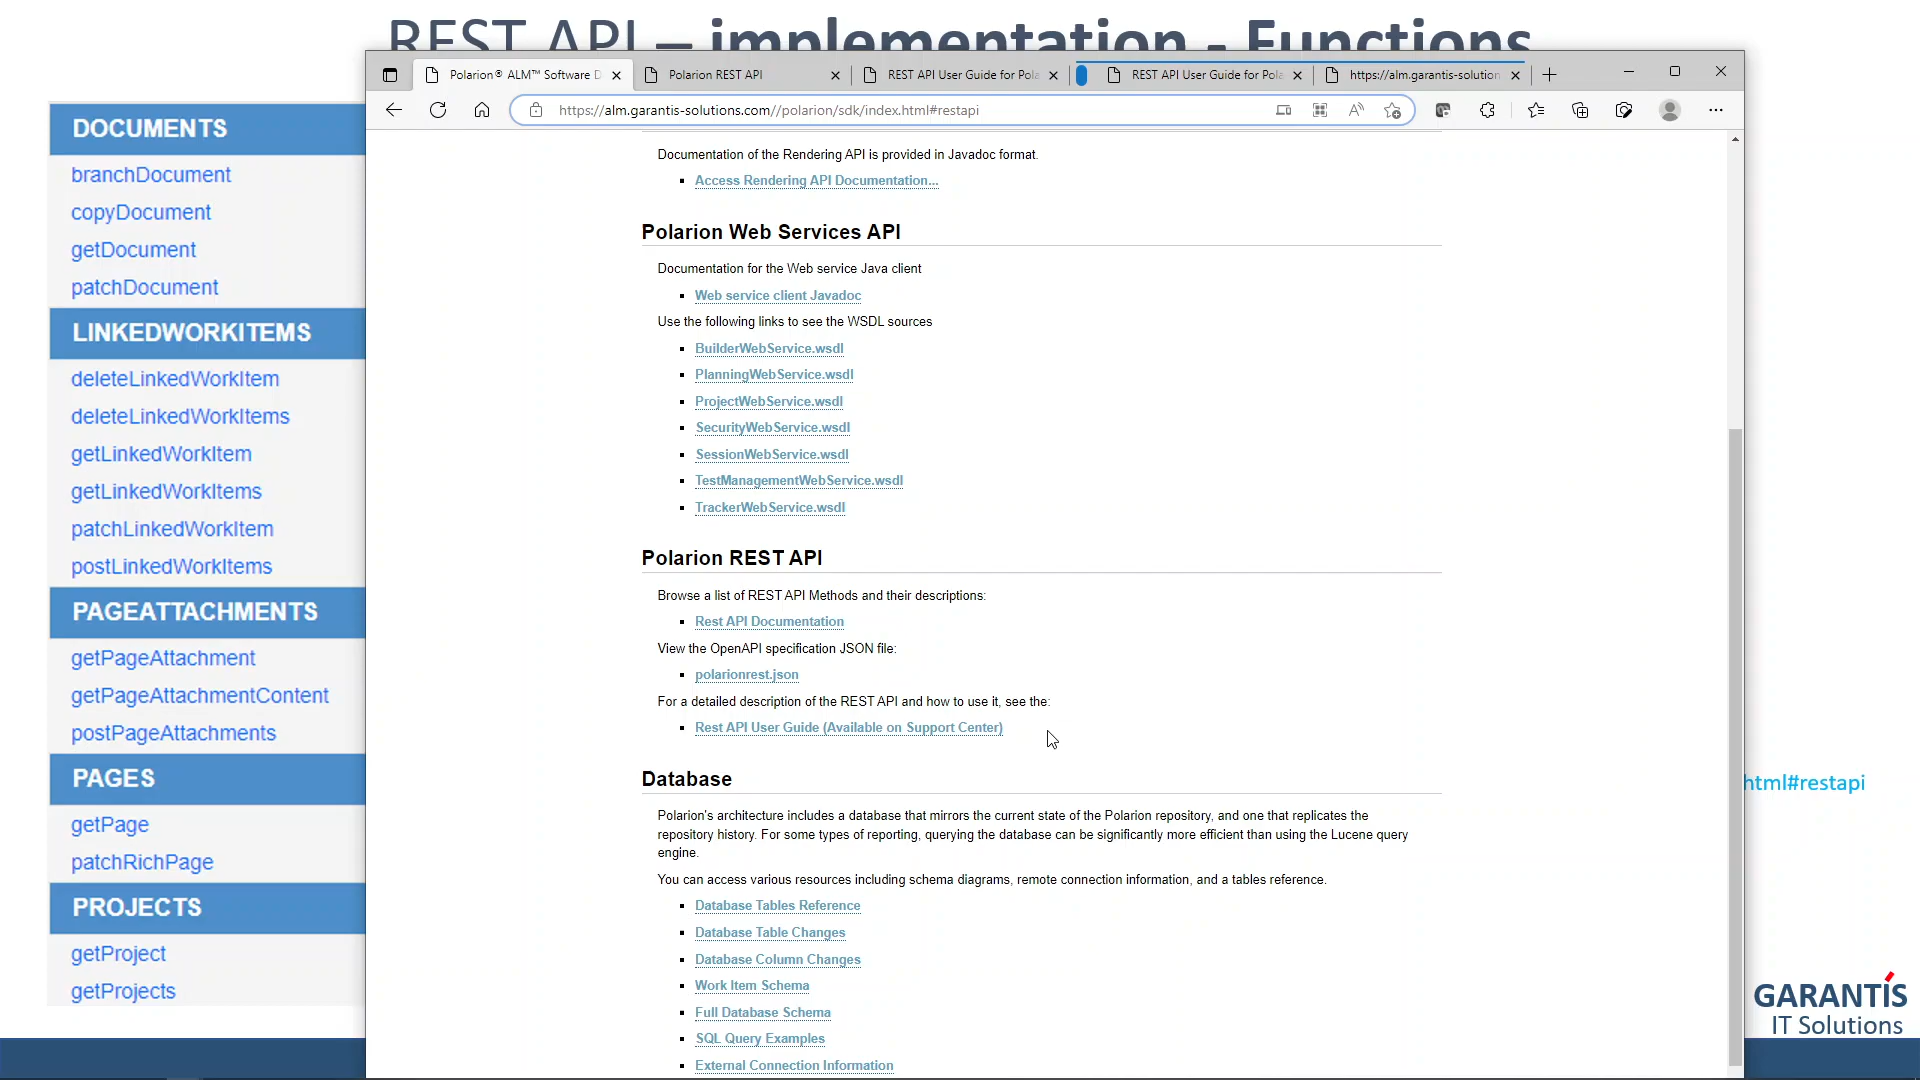 REST API – implementation - Functions
DOCUMENTS
branchDocument
copyDocument
getDocument
patchDocument
LINKEDWORKITEMS
deleteLinkedWorkItem
deleteLinkedWorkItems
getLinkedWorkItem
getLinkedWorkItems
patchLinkedWorkItem
postLinkedWorkItems
PAGEATTACHMENTS
getPageAttachment
getPageAttachmentContent
postPageAttachments
PAGES
getPage
patchRichPage
PROJECTS
getProject
getProjects
Polarion® ALM™ Software D
Polarion REST API
REST API User Guide for Pola
REST API User Guide for Pola
https://alm.garantis-solution
https://alm.garantis-solutions.com//polarion/sdk/index.html#restapi
Documentation of the Rendering API is provided in Javadoc format.
Access Rendering API Documentation...
Polarion Web Services API
Documentation for the Web service Java client
Web service client Javadoc
Use the following links to see the WSDL sources
BuilderWebService.wsdl
PlanningWebService.wsdl
ProjectWebService.wsdl
SecurityWebService.wsdl
SessionWebService.wsdl
TestManagementWebService.wsdl
TrackerWebService.wsdl
Polarion REST API
Browse a list of REST API Methods and their descriptions:
Rest API Documentation
View the OpenAPI specification JSON file:
polarionrest.json
For a detailed description of the REST API and how to use it, see the:
Rest API User Guide (Available on Support Center)
Database
Polarion's architecture includes a database that mirrors the current state of the Polarion repository, and one that replicates the
repository history. For some types of reporting, querying the database can be significantly more efficient than using the Lucene query
engine.
You can access various resources including schema diagrams, remote connection information, and a tables reference.
Database Tables Reference
Database Table Changes
Database Column Changes
Work Item Schema
Full Database Schema
SQL Query Examples
External Connection Information
html#restapi
GARANTÍS
IT Solutions